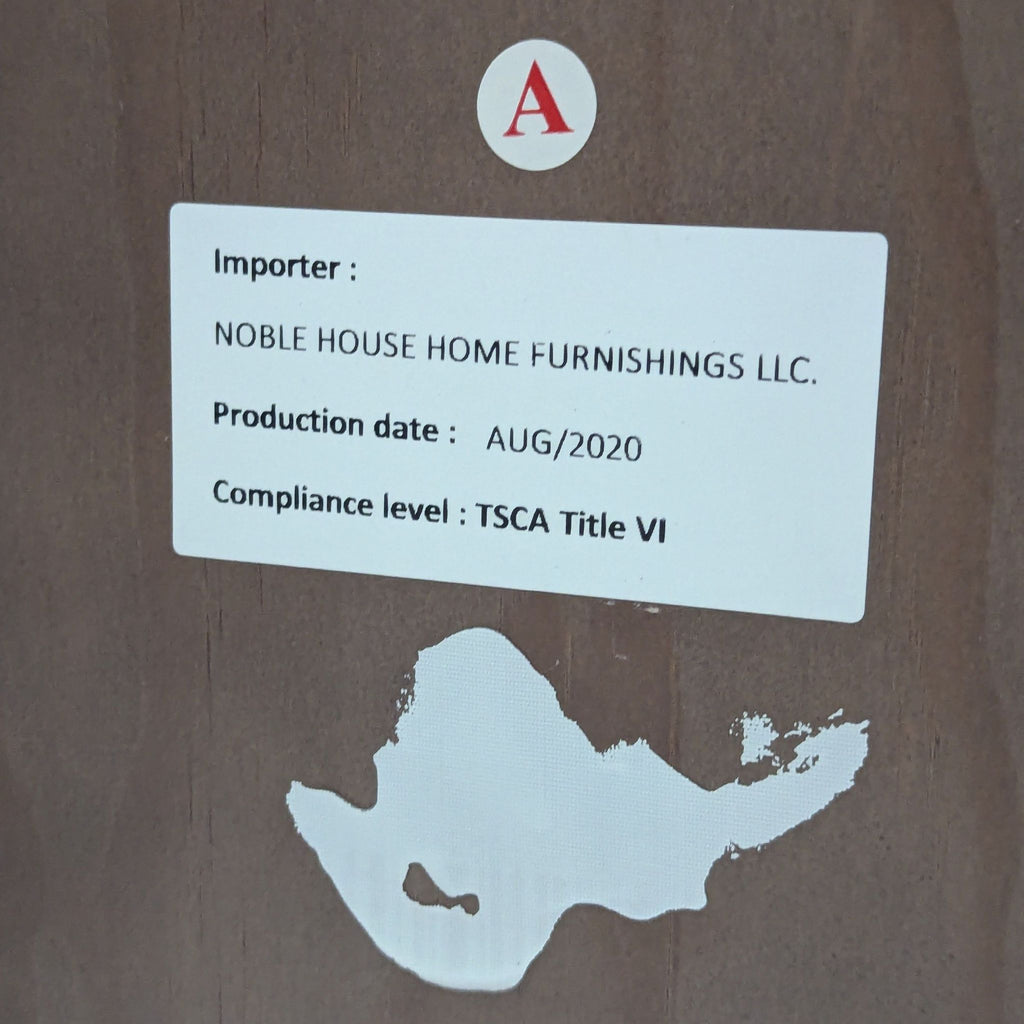 A
Importer :
NOBLE HOUSE HOME FURNISHINGS LLC.
Production date : AUG/2020
Compliance level : TSCA Title VI